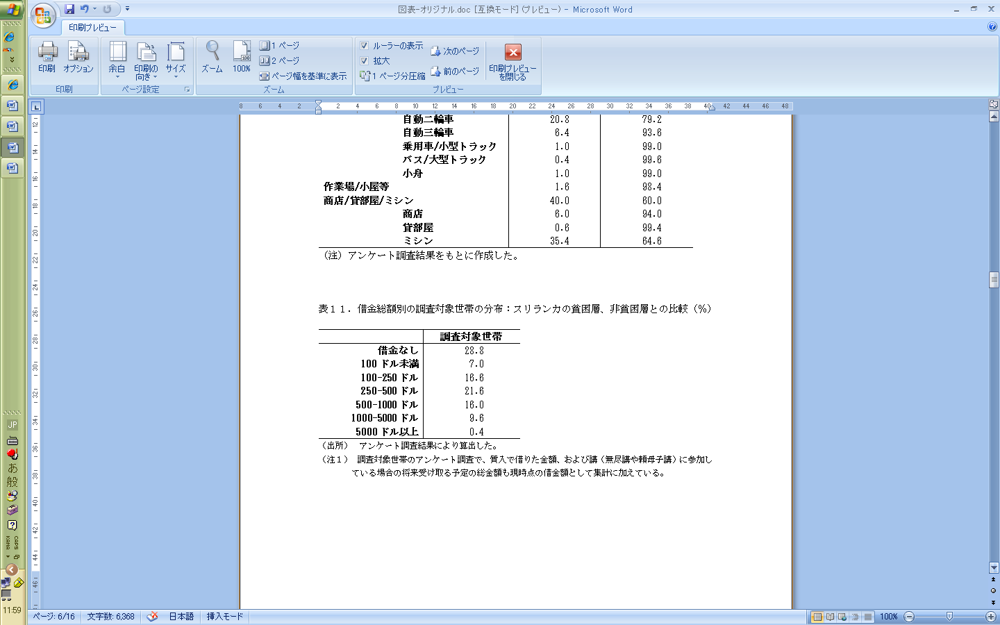 図表-オリジナル.doc [互換モード] (プレビュー) - Microsoft Word
印刷プレビュー
印刷
オプション
余白
印刷の向き
サイズ
ズーム
100%
1 ページ
2 ページ
ページ幅を基準に表示
ルーラーの表示
拡大
1 ページ分圧縮
次のページ
前のページ
印刷プレビューを閉じる
印刷
ページ設定
ズーム
プレビュー
8 6 4 2 2 4 6 8 10 12 14 16 18 20 22 24 26 28 30 32 34 36 38 40 42 44 46 48
12 14 16 18 20 22 24 26 28 30 32 34 36 38 40 42 44 46
自動二輪車 20.8 79.2
自動三輪車 6.4 93.6
乗用車/小型トラック 1.0 99.0
バス/大型トラック 0.4 99.6
小舟 1.0 99.0
作業場/小屋等 1.6 98.4
商店/貸部屋/ミシン 40.0 60.0
商店 6.0 94.0
貸部屋 0.6 99.4
ミシン 35.4 64.6
（注）アンケート調査結果をもとに作成した。
表１１．借金総額別の調査対象世帯の分布：スリランカの貧困層、非貧困層との比較（％）
調査対象世帯
借金なし 28.8
100 ドル未満 7.0
100-250 ドル 16.6
250-500 ドル 21.6
500-1000 ドル 16.0
1000-5000 ドル 9.6
5000 ドル以上 0.4
（出所） アンケート調査結果により算出した。
（注１） 調査対象世帯のアンケート調査で、質入で借りた金額、および講（無尽講や頼母子講）に参加し
ている場合の将来受け取る予定の総金額も現時点の借金額として集計に加えている。
JP
あ
般
CAPS
KANA
11:59
ページ: 6/16
文字数: 6,368
日本語
挿入モード
100%